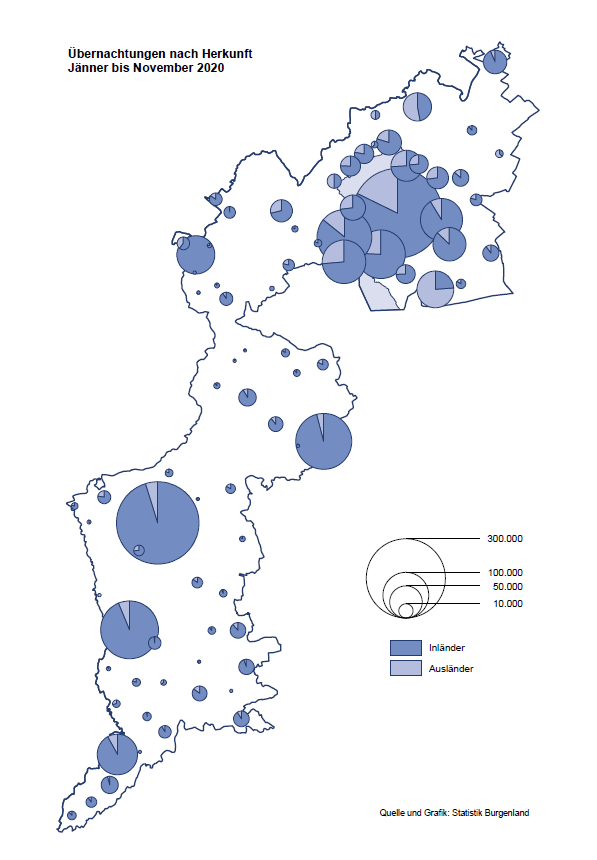 Übernachtungen nach Herkunft
Jänner bis November 2020
300.000
100.000
50.000
10.000
Inländer
Ausländer
Quelle und Grafik: Statistik Burgenland